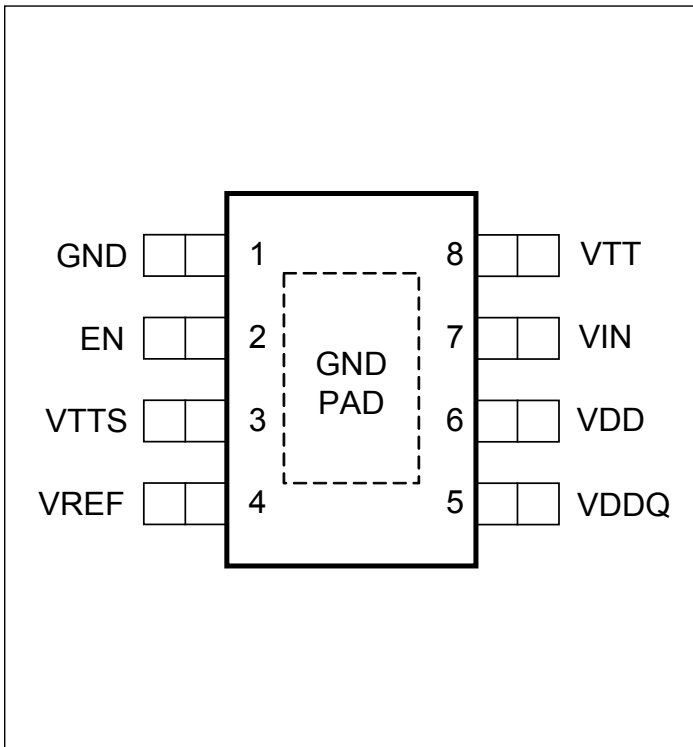 GND 1 8 VTT
EN 2 7 VIN
GND
PAD
VTTS 3 6 VDD
VREF 4 5 VDDQ